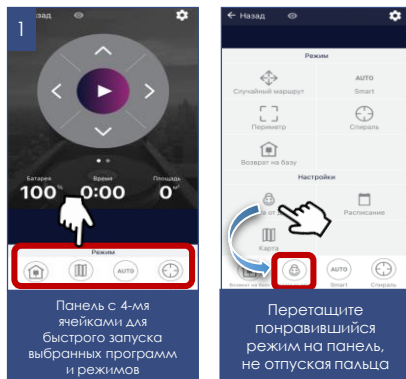 1
Назад
Батарея
Время
Площадь
100%
0:00
0 м²
Режим
AUTO
Панель с 4-мя
ячейками для
быстрого запуска
выбранных программ
и режимов
Назад
Режим
Случайный маршрут
AUTO
Smart
Периметр
Спираль
Возврат на базу
Настройки
Расписание
Карта
AUTO
Smart
Спираль
Перетащите
понравившийся
режим на панель,
не отпуская пальца